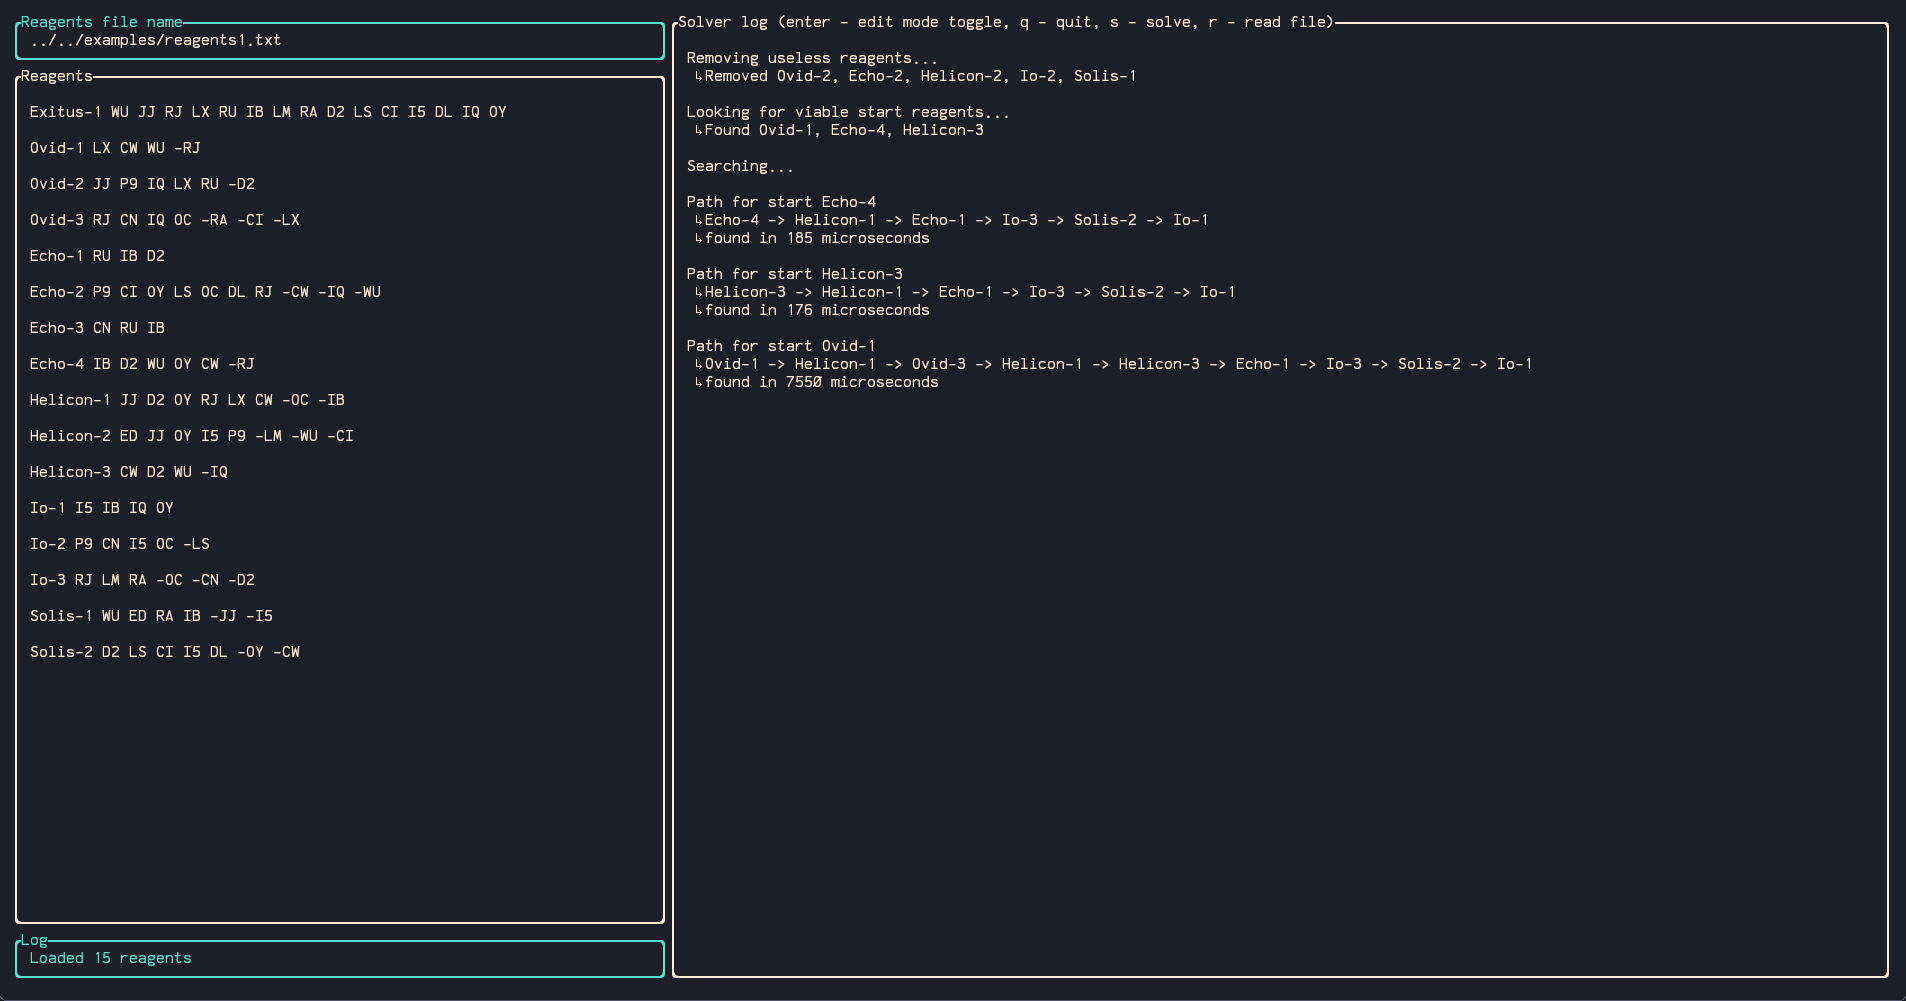 Reagents file name
../../examples/reagents1.txt
Reagents
Exitus-1 WU JJ RJ LX RU IB LM RA D2 LS CI I5 DL IQ OY
Ovid-1 LX CW WU -RJ
Ovid-2 JJ P9 IQ LX RU -D2
Ovid-3 RJ CN IQ OC -RA -CI -LX
Echo-1 RU IB D2
Echo-2 P9 CI OY LS OC DL RJ -CW -IQ -WU
Echo-3 CN RU IB
Echo-4 IB D2 WU OY CW -RJ
Helicon-1 JJ D2 OY RJ LX CW -OC -IB
Helicon-2 ED JJ OY I5 P9 -LM -WU -CI
Helicon-3 CW D2 WU -IQ
Io-1 I5 IB IQ OY
Io-2 P9 CN I5 OC -LS
Io-3 RJ LM RA -OC -CN -D2
Solis-1 WU ED RA IB -JJ -I5
Solis-2 D2 LS CI I5 DL -OY -CW
Log
Loaded 15 reagents
Solver log (enter - edit mode toggle, q - quit, s - solve, r - read file)
Removing useless reagents...
↳Removed Ovid-2, Echo-2, Helicon-2, Io-2, Solis-1
Looking for viable start reagents...
↳Found Ovid-1, Echo-4, Helicon-3
Searching...
Path for start Echo-4
↳Echo-4 -> Helicon-1 -> Echo-1 -> Io-3 -> Solis-2 -> Io-1
↳found in 185 microseconds
Path for start Helicon-3
↳Helicon-3 -> Helicon-1 -> Echo-1 -> Io-3 -> Solis-2 -> Io-1
↳found in 176 microseconds
Path for start Ovid-1
↳Ovid-1 -> Helicon-1 -> Ovid-3 -> Helicon-1 -> Helicon-3 -> Echo-1 -> Io-3 -> Solis-2 -> Io-1
↳found in 7550 microseconds